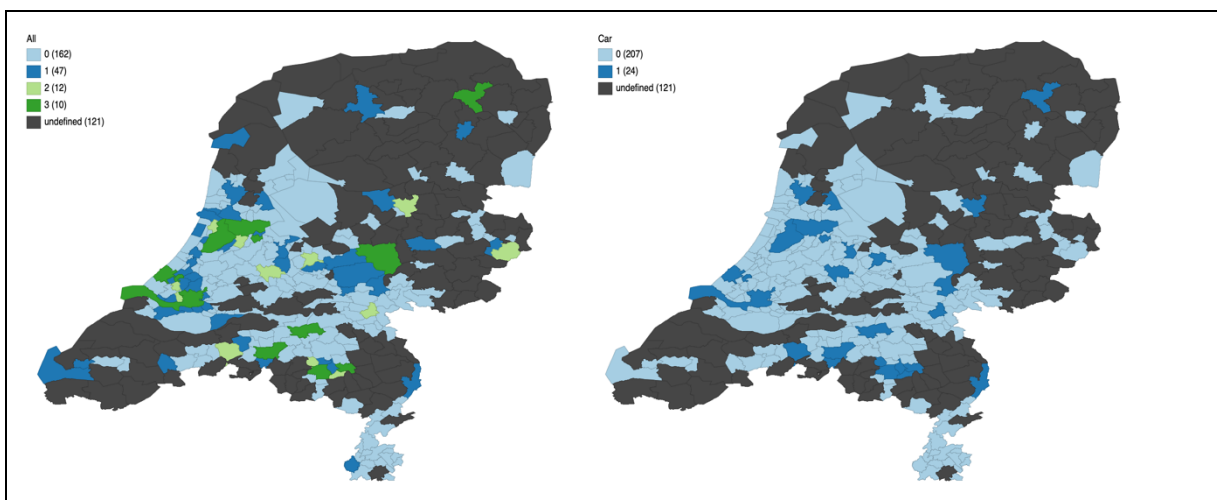 All
0 (162)
1 (47)
2 (12)
3 (10)
undefined (121)
Car
0 (207)
1 (24)
undefined (121)